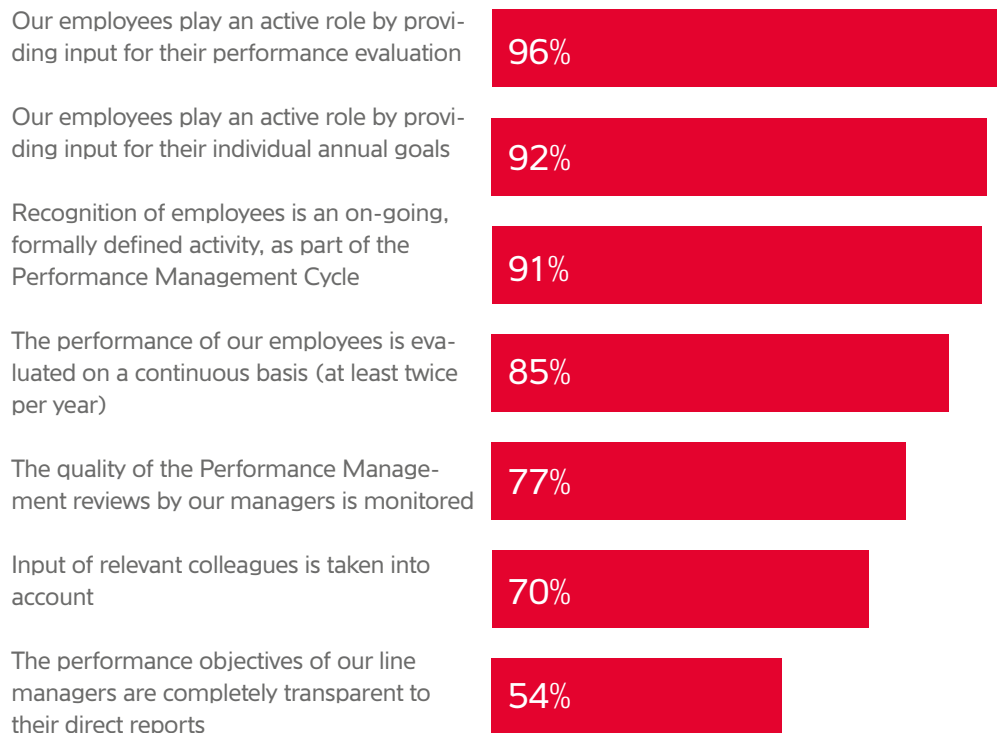 Our employees play an active role by provi-
ding input for their performance evaluation
96%
Our employees play an active role by provi-
ding input for their individual annual goals
92%
Recognition of employees is an on-going,
formally defined activity, as part of the
Performance Management Cycle
91%
The performance of our employees is eva-
luated on a continuous basis (at least twice
per year)
85%
The quality of the Performance Manage-
ment reviews by our managers is monitored
77%
Input of relevant colleagues is taken into
account
70%
The performance objectives of our line
managers are completely transparent to
their direct reports
54%